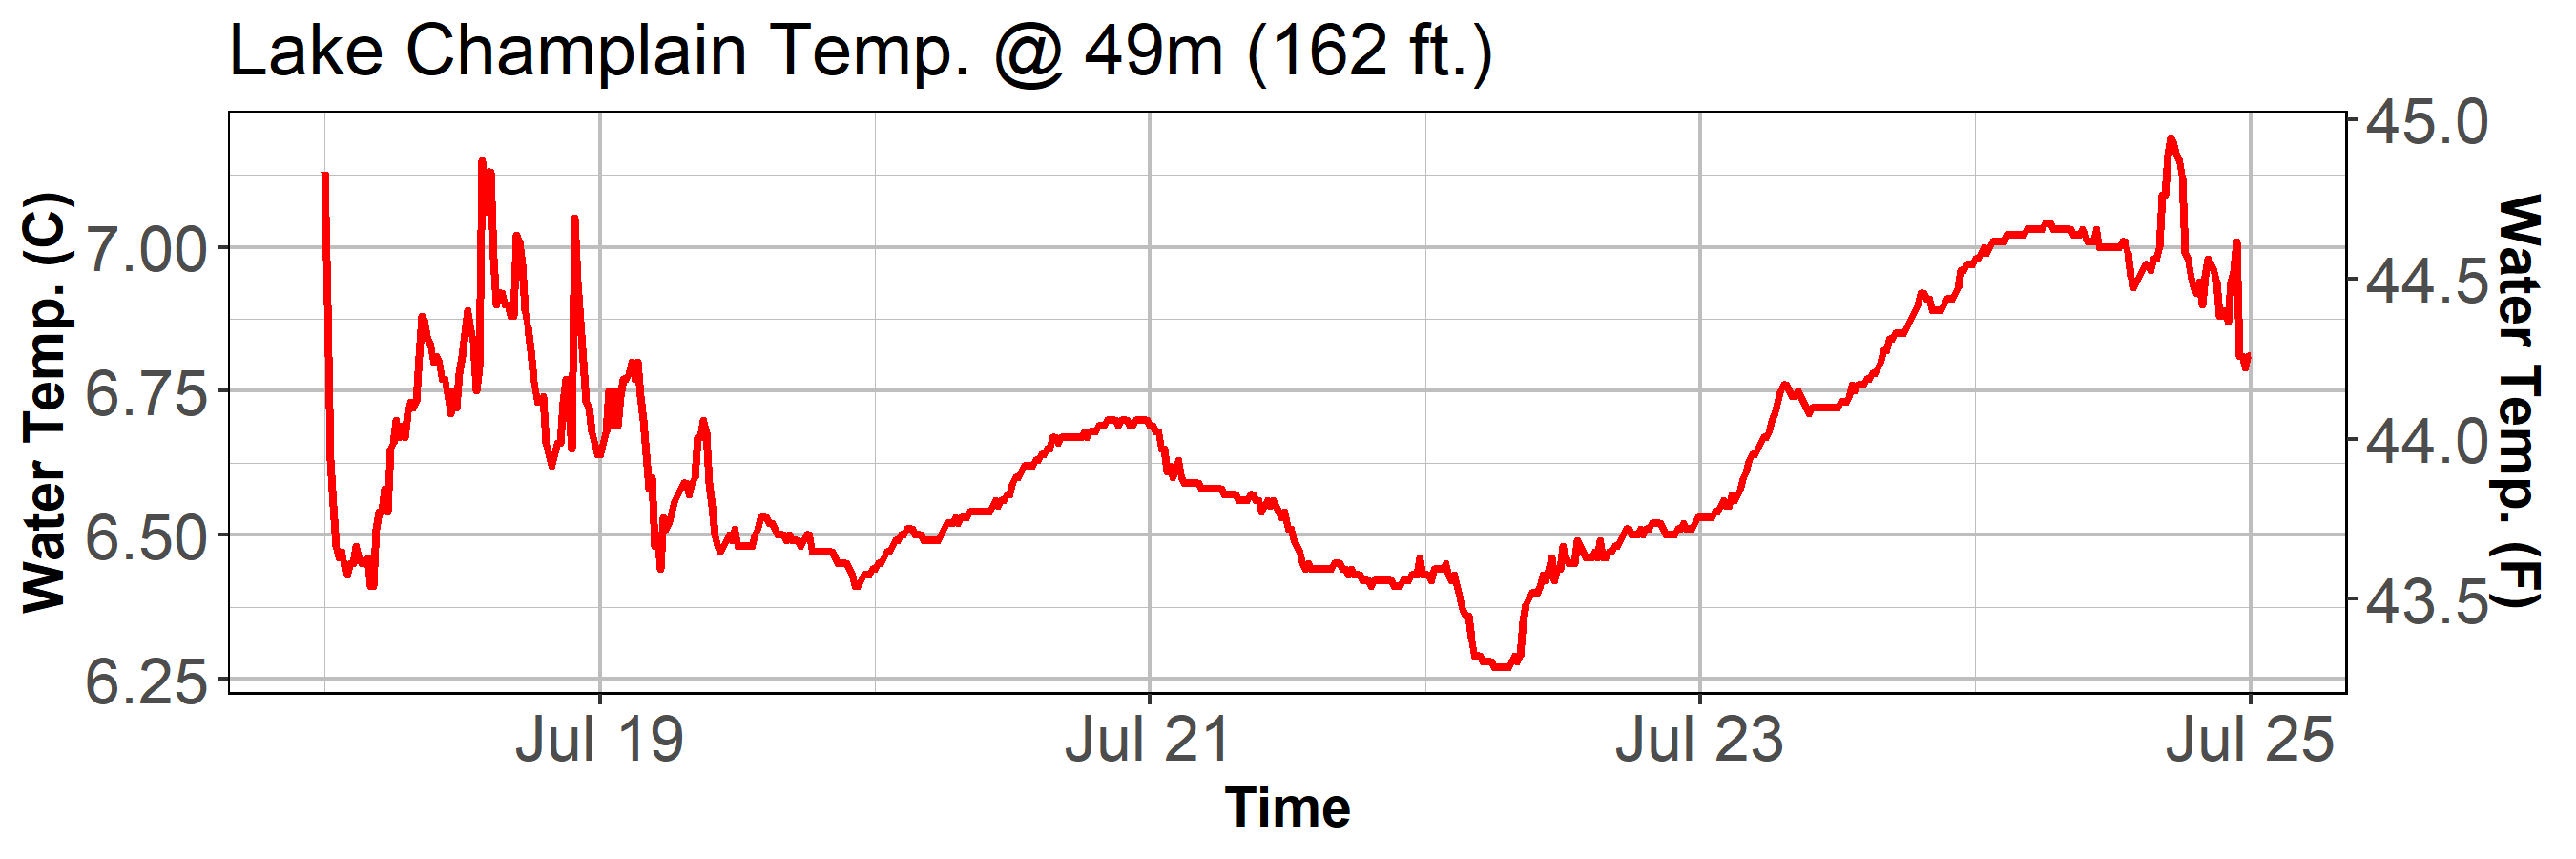 Lake Champlain Temp. @ 49m (162 ft.)
Water Temp. (C)
7.00
6.75
6.50
6.25
45.0
44.5
44.0
43.5
Water Temp. (F)
Jul 19
Jul 21
Jul 23
Jul 25
Time